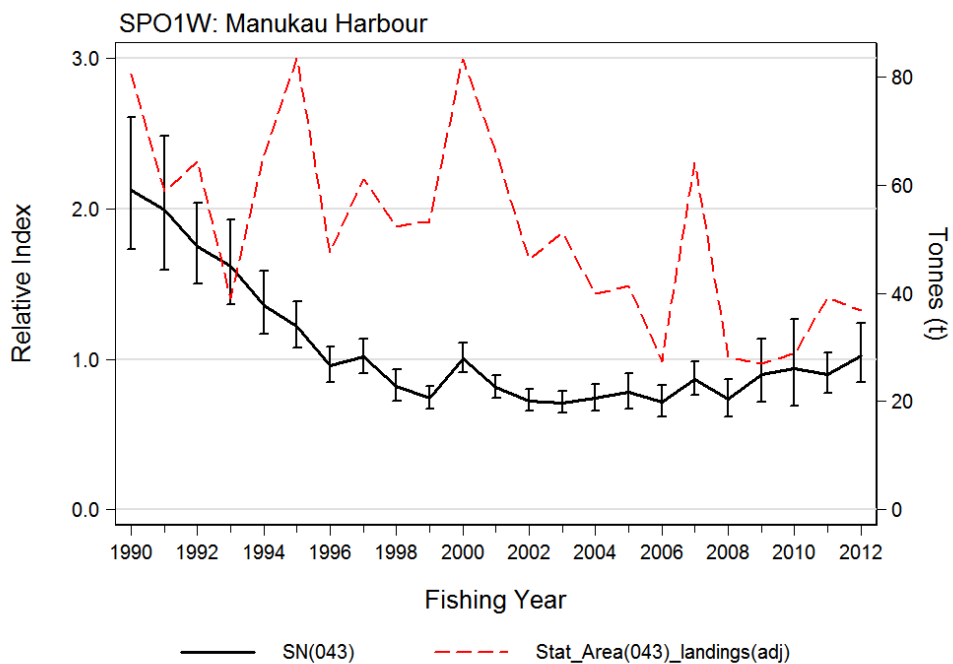 SPO1W: Manukau Harbour
3.0
2.0
1.0
0.0
Relative Index
80
60
40
20
0
Tonnes (t)
1990 1992 1994 1996 1998 2000 2002 2004 2006 2008 2010 2012
Fishing Year
SN(043) Stat_Area(043)_landings(adj)